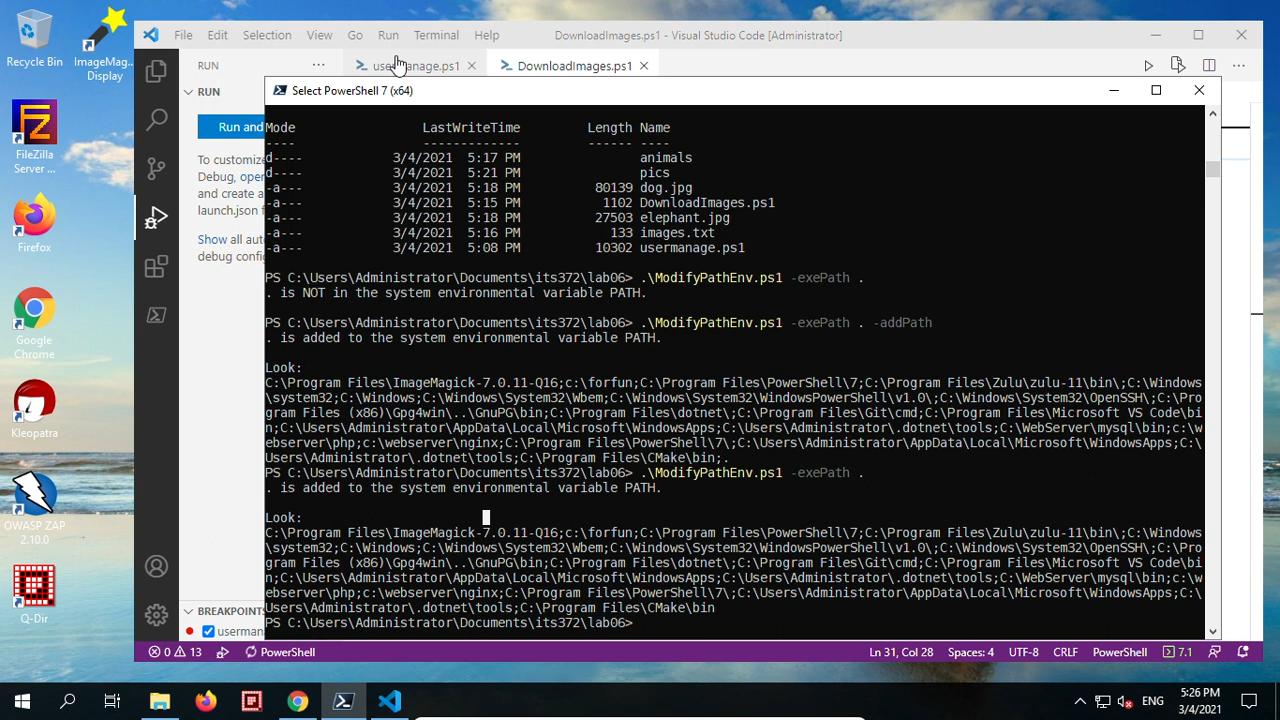 Recycle Bin
ImageMag...
Display
FileZilla
Server ...
Firefox
Google
Chrome
Kleopatra
OWASP ZAP
2.10.0
Q-Dir
File Edit Selection View Go Run Terminal Help
DownloadImages.ps1 - Visual Studio Code [Administrator]
RUN
DownloadImages.ps1
RUN
Run and
To customize
Debug, open
and create a
launch.json f
Show all auto
debug config
BREAKPOINTS
userman
Select PowerShell 7 (x64)
Mode LastWriteTime Length Name
---- ------------- ------ ----
d---- 3/4/2021 5:17 PM animals
d---- 3/4/2021 5:21 PM pics
-a--- 3/4/2021 5:18 PM 80139 dog.jpg
-a--- 3/4/2021 5:15 PM 1102 DownloadImages.ps1
-a--- 3/4/2021 5:18 PM 27503 elephant.jpg
-a--- 3/4/2021 5:16 PM 133 images.txt
-a--- 3/4/2021 5:08 PM 10302 usermanage.ps1
PS C:\Users\Administrator\Documents\its372\lab06> .\ModifyPathEnv.ps1 -exePath .
. is NOT in the system environmental variable PATH.
PS C:\Users\Administrator\Documents\its372\lab06> .\ModifyPathEnv.ps1 -exePath . -addPath
. is added to the system environmental variable PATH.
Look:
C:\Program Files\ImageMagick-7.0.11-Q16;c:\forfun;C:\Program Files\PowerShell\7;C:\Program Files\Zulu\zulu-11\bin\;C:\Windows
\system32;C:\Windows;C:\Windows\System32\Wbem;C:\Windows\System32\WindowsPowerShell\v1.0\;C:\Windows\System32\OpenSSH\;C:\Pro
gram Files (x86)\Gpg4win\..\GnuPG\bin;C:\Program Files\dotnet\;C:\Program Files\Git\cmd;C:\Program Files\Microsoft VS Code\bi
n;C:\Users\Administrator\AppData\Local\Microsoft\WindowsApps;C:\Users\Administrator\.dotnet\tools;C:\WebServer\mysql\bin;c:\w
ebserver\php;c:\webserver\nginx;C:\Program Files\PowerShell\7\;C:\Users\Administrator\AppData\Local\Microsoft\WindowsApps;C:\
Users\Administrator\.dotnet\tools;C:\Program Files\CMake\bin;.
PS C:\Users\Administrator\Documents\its372\lab06> .\ModifyPathEnv.ps1 -exePath .
. is added to the system environmental variable PATH.
Look:
C:\Program Files\ImageMagick-7.0.11-Q16;c:\forfun;C:\Program Files\PowerShell\7;C:\Program Files\Zulu\zulu-11\bin\;C:\Windows
\system32;C:\Windows;C:\Windows\System32\Wbem;C:\Windows\System32\WindowsPowerShell\v1.0\;C:\Windows\System32\OpenSSH\;C:\Pro
gram Files (x86)\Gpg4win\..\GnuPG\bin;C:\Program Files\dotnet\;C:\Program Files\Git\cmd;C:\Program Files\Microsoft VS Code\bi
n;C:\Users\Administrator\AppData\Local\Microsoft\WindowsApps;C:\Users\Administrator\.dotnet\tools;C:\WebServer\mysql\bin;c:\w
ebserver\php;c:\webserver\nginx;C:\Program Files\PowerShell\7\;C:\Users\Administrator\AppData\Local\Microsoft\WindowsApps;C:\
Users\Administrator\.dotnet\tools;C:\Program Files\CMake\bin
PS C:\Users\Administrator\Documents\its372\lab06>
0 13 PowerShell Ln 31, Col 28 Spaces: 4 UTF-8 CRLF PowerShell 7.1
ENG
5:26 PM
3/4/2021